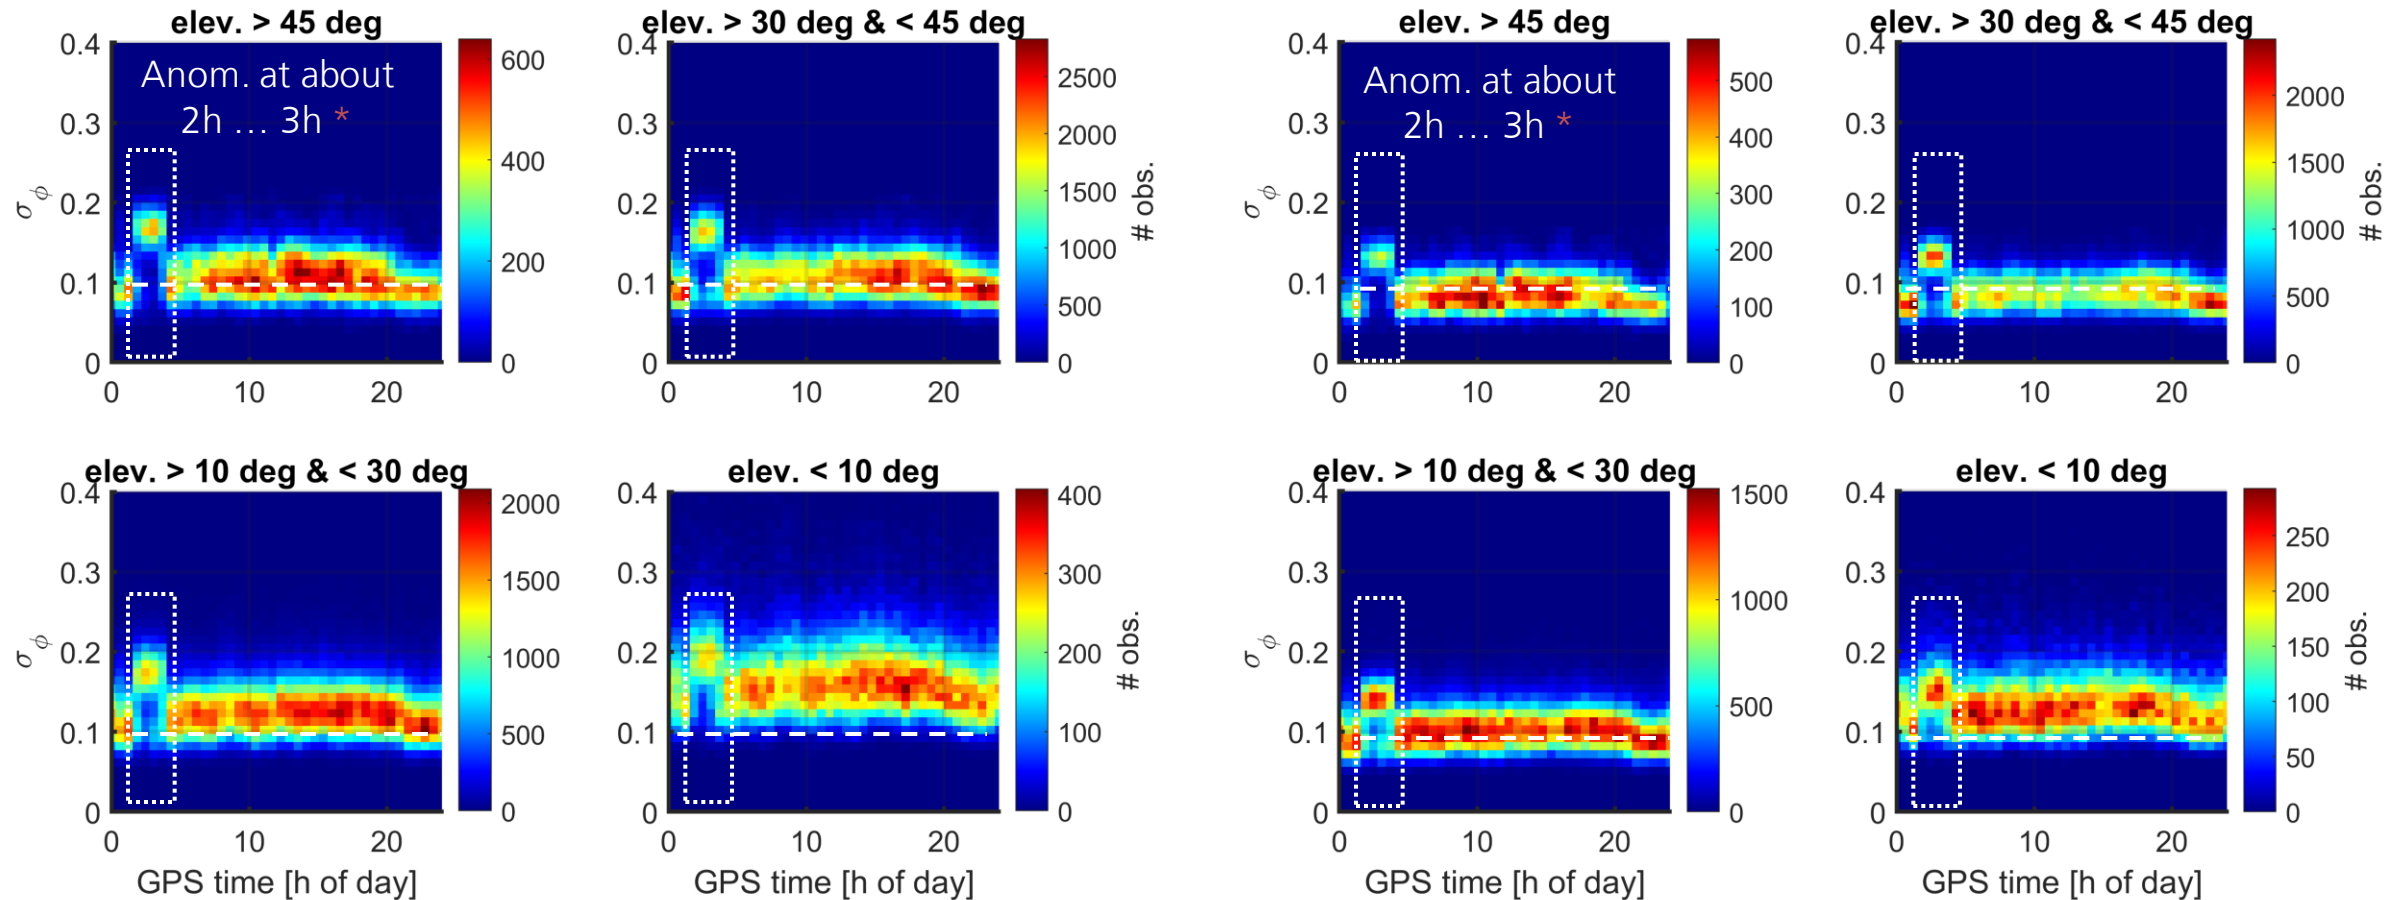 elev. > 45 deg
Anom. at about
2h … 3h *
σϕ
0.4
0.3
0.2
0.1
0
0 10 20
600
400
200
0
elev. > 30 deg & < 45 deg
0.4
0.3
0.2
0.1
0
0 10 20
2500
2000
1500
1000
500
0
# obs.
elev. > 45 deg
Anom. at about
2h … 3h *
σϕ
0.4
0.3
0.2
0.1
0
0 10 20
500
400
300
200
100
0
elev. > 30 deg & < 45 deg
0.4
0.3
0.2
0.1
0
0 10 20
2000
1500
1000
500
0
# obs.
elev. > 10 deg & < 30 deg
σϕ
0.4
0.3
0.2
0.1
0
0 10 20
GPS time [h of day]
2000
1500
1000
500
0
elev. < 10 deg
0.4
0.3
0.2
0.1
0
0 10 20
GPS time [h of day]
400
300
200
100
0
# obs.
elev. > 10 deg & < 30 deg
σϕ
0.4
0.3
0.2
0.1
0
0 10 20
GPS time [h of day]
1500
1000
500
0
elev. < 10 deg
0.4
0.3
0.2
0.1
0
0 10 20
GPS time [h of day]
250
200
150
100
50
0
# obs.